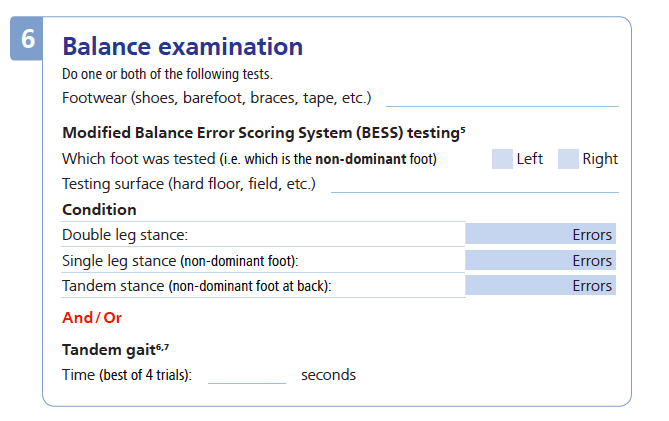 6
Balance examination
Do one or both of the following tests.
Footwear (shoes, barefoot, braces, tape, etc.)
Modified Balance Error Scoring System (BESS) testing⁵
Which foot was tested (i.e. which is the non-dominant foot) Left Right
Testing surface (hard floor, field, etc.)
Condition
Double leg stance: Errors
Single leg stance (non-dominant foot): Errors
Tandem stance (non-dominant foot at back): Errors
And/Or
Tandem gait⁶,⁷
Time (best of 4 trials): seconds